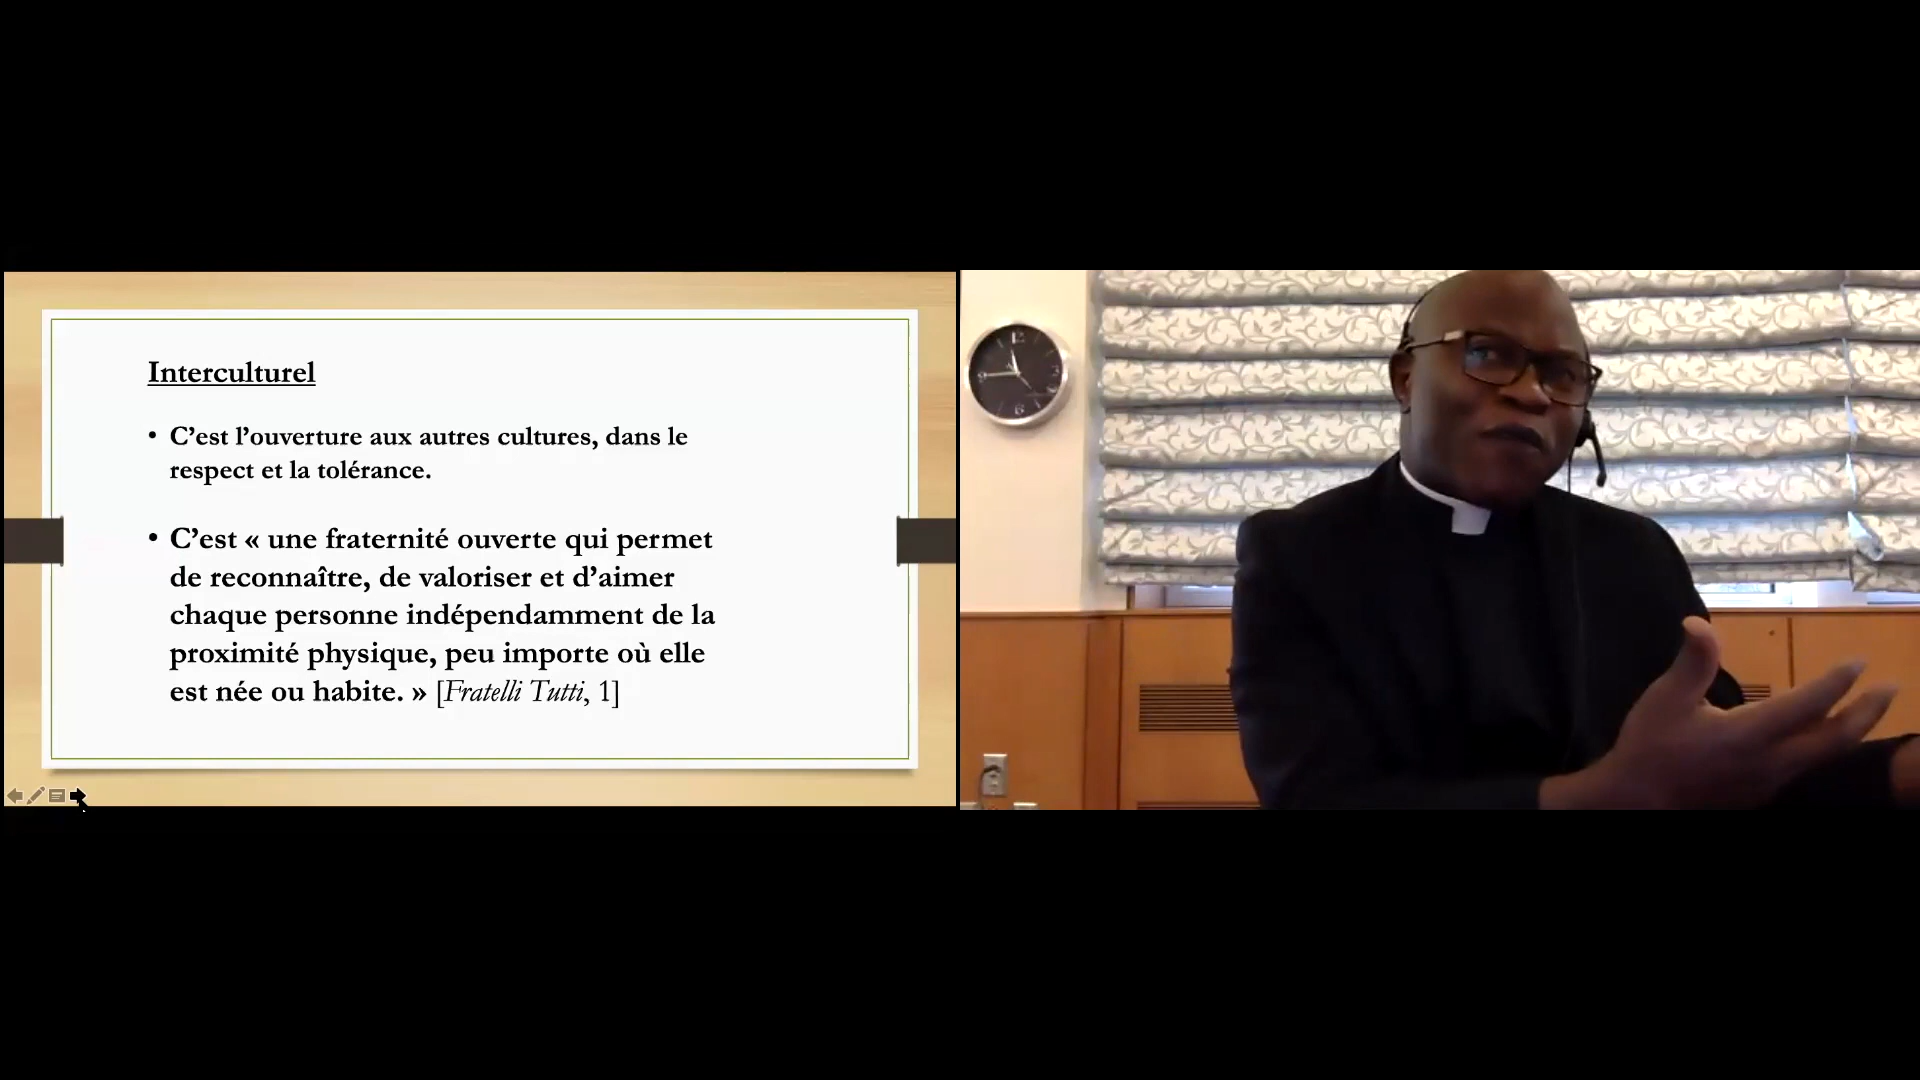 Interculturel
• C’est l’ouverture aux autres cultures, dans le
respect et la tolérance.
• C’est « une fraternité ouverte qui permet
de reconnaître, de valoriser et d’aimer
chaque personne indépendamment de la
proximité physique, peu importe où elle
est née ou habite. » [Fratelli Tutti, 1]